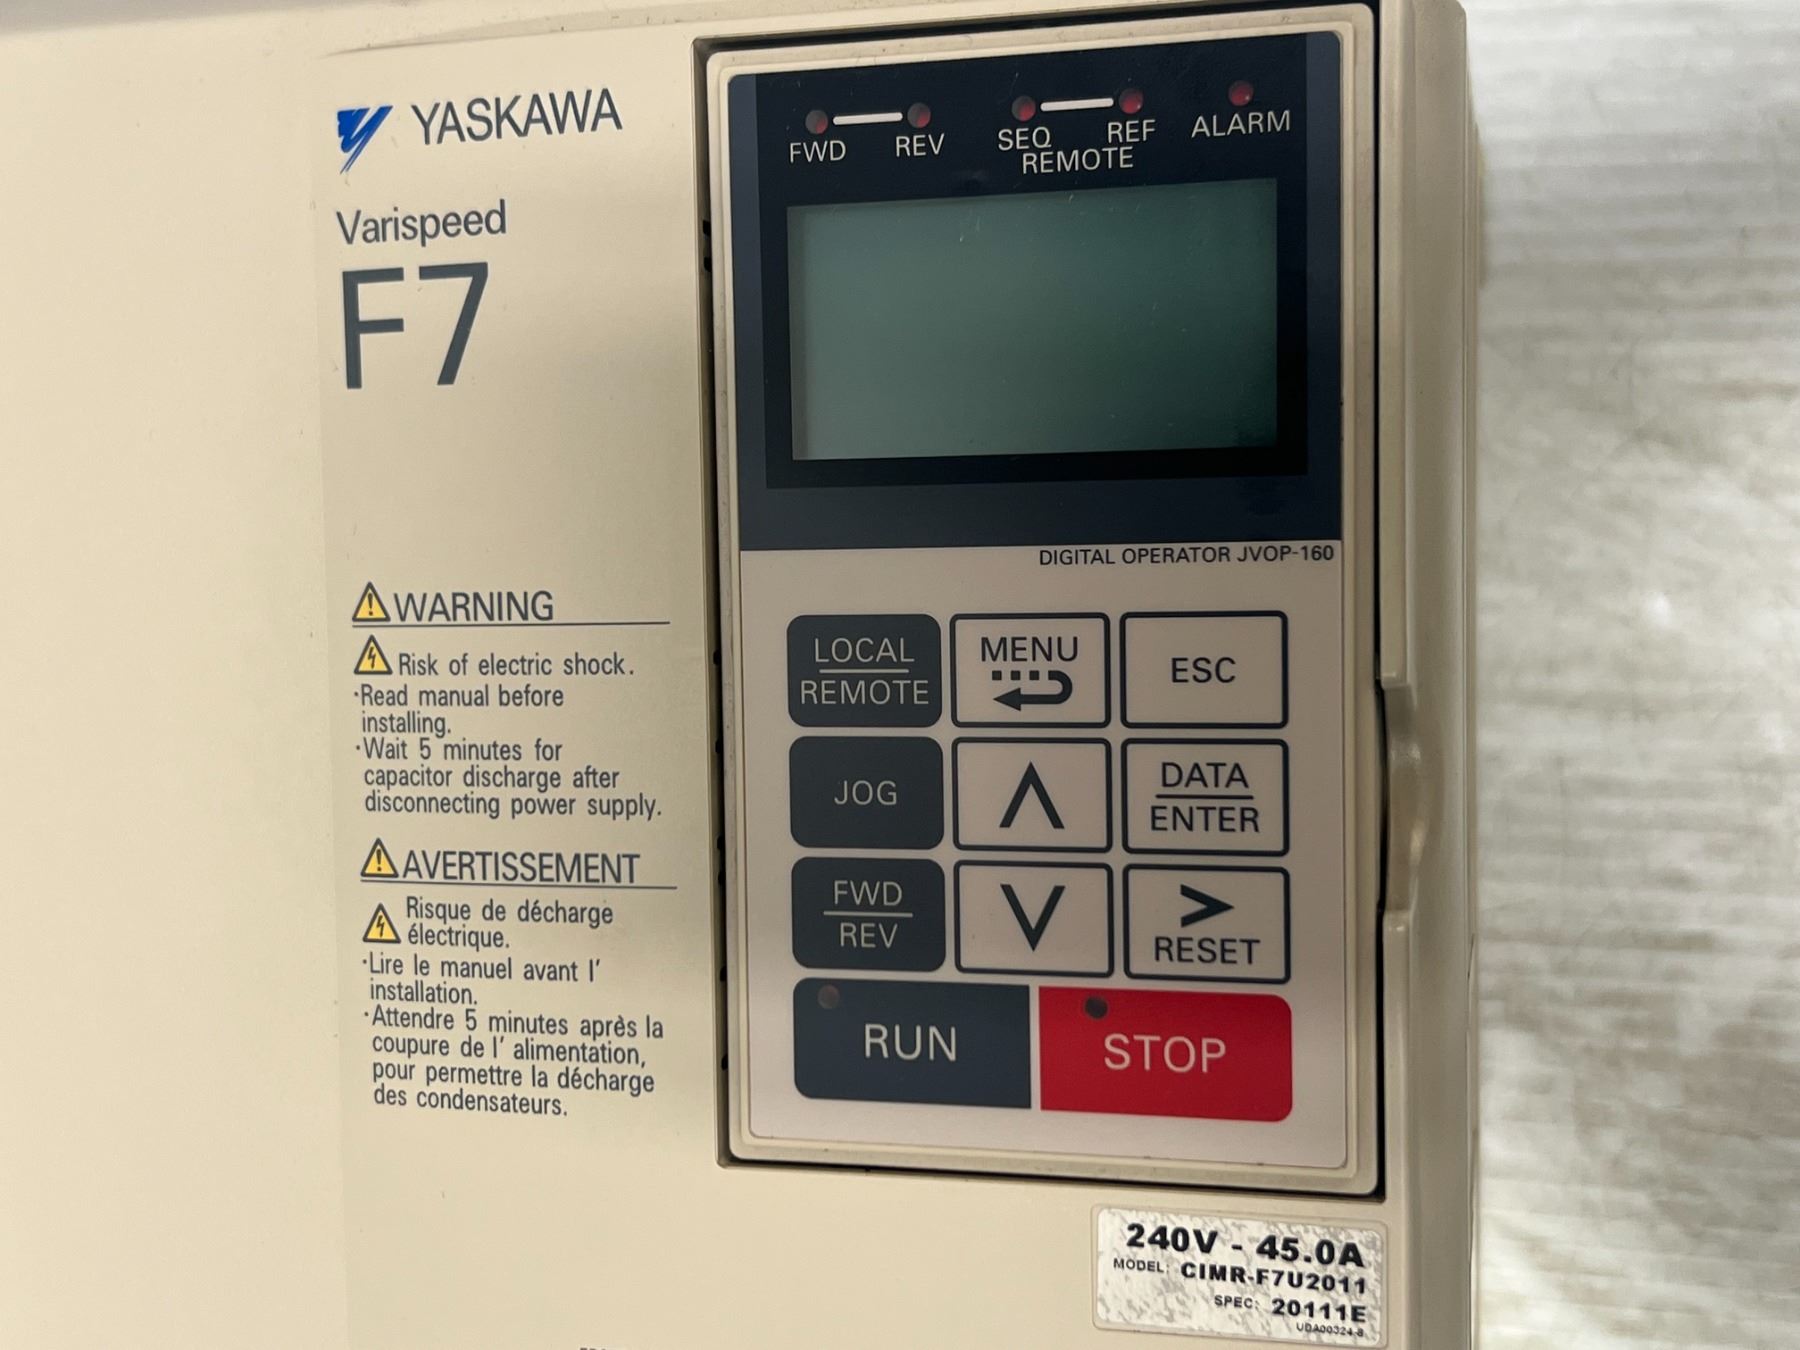 YASKAWA
Varispeed
F7
WARNING
Risk of electric shock.
·Read manual before
installing.
·Wait 5 minutes for
capacitor discharge after
disconnecting power supply.
AVERTISSEMENT
Risque de décharge
électrique.
·Lire le manuel avant l'
installation.
·Attendre 5 minutes après la
coupure de l' alimentation,
pour permettre la décharge
des condensateurs.
FWD REV SEQ REF ALARM
REMOTE
DIGITAL OPERATOR JVOP-160
LOCAL
REMOTE
MENU
ESC
JOG
DATA
ENTER
FWD
REV
>
RESET
RUN
STOP
240V - 45.0A
MODEL: CIMR-F7U2011
SPEC: 20111E
UDA00324-8